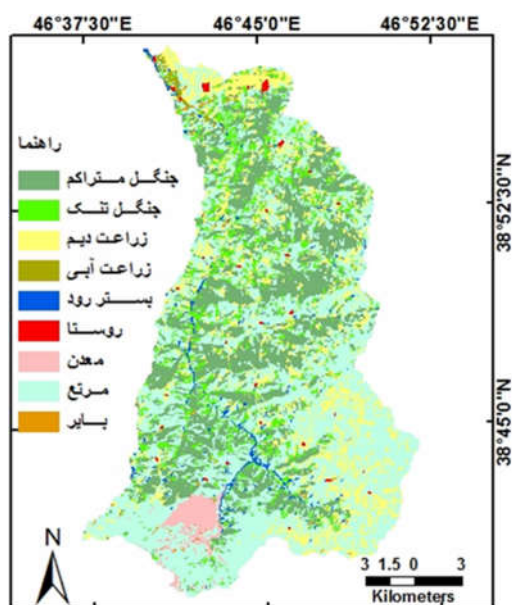 46°37'30"E 46°45'0"E 46°52'30"E
راهنما
جنگل متراکم
جنگل تنک
زراعت دیم
زراعت آبی
بستر رود
روستا
معدن
مرتع
بایر
38°52'30"N
38°45'0"N
N
3 1.5 0 3
Kilometers